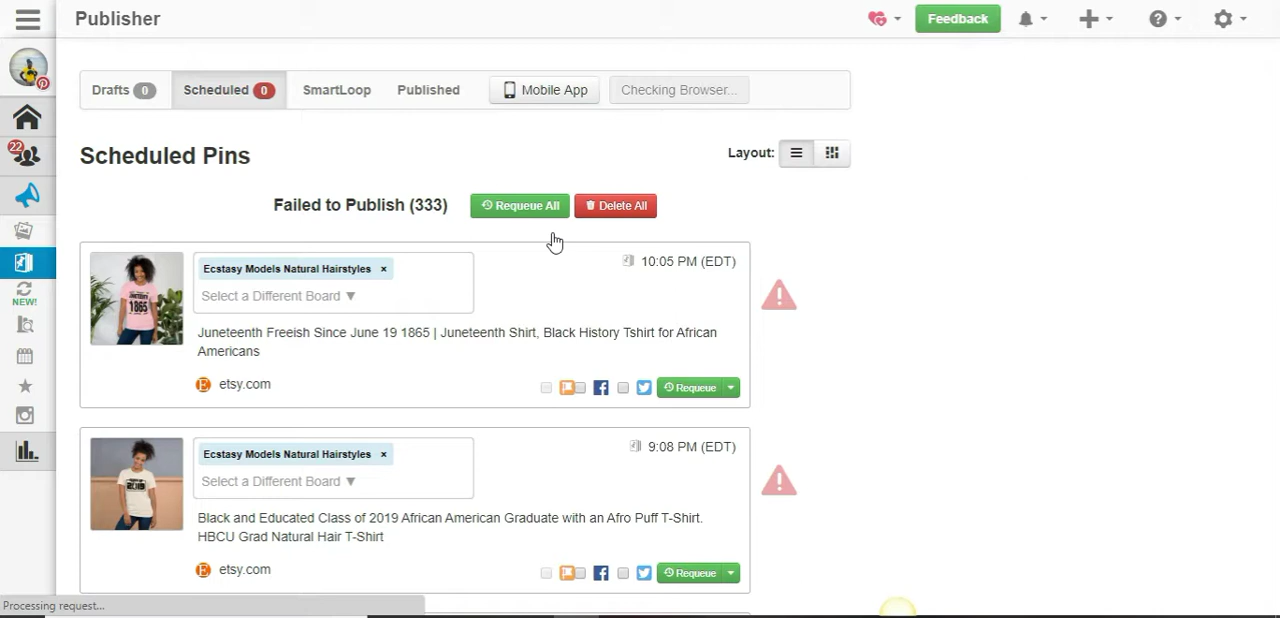 Publisher
Feedback
Drafts 0
Scheduled 0
SmartLoop
Published
Mobile App
Checking Browser...
22
Scheduled Pins
Layout:
Failed to Publish (333)
Requeue All
Delete All
Ecstasy Models Natural Hairstyles ×
10:05 PM (EDT)
Select a Different Board ▼
NEW!
1865
Juneteenth Freeish Since June 19 1865 | Juneteenth Shirt, Black History Tshirt for African
Americans
etsy.com
Requeue
Ecstasy Models Natural Hairstyles ×
9:08 PM (EDT)
Select a Different Board ▼
2019
Black and Educated Class of 2019 African American Graduate with an Afro Puff T-Shirt.
HBCU Grad Natural Hair T-Shirt
etsy.com
Requeue
Processing request...